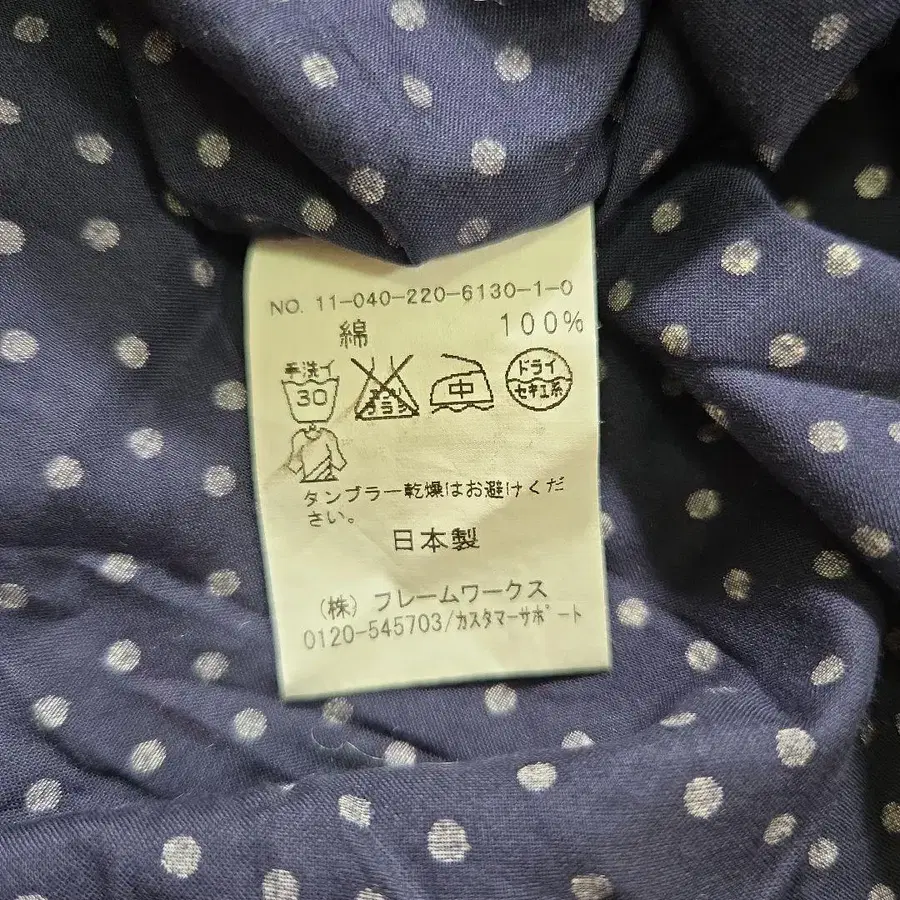 NO. 11-040-220-6130-1-0
綿 100%
手洗イ
30
エンソ
サラシ
中
ドライ
セキユ系
タンブラー乾燥はお避けくだ
さい。
日本製
(株) フレームワークス
0120-545703/カスタマーサポート